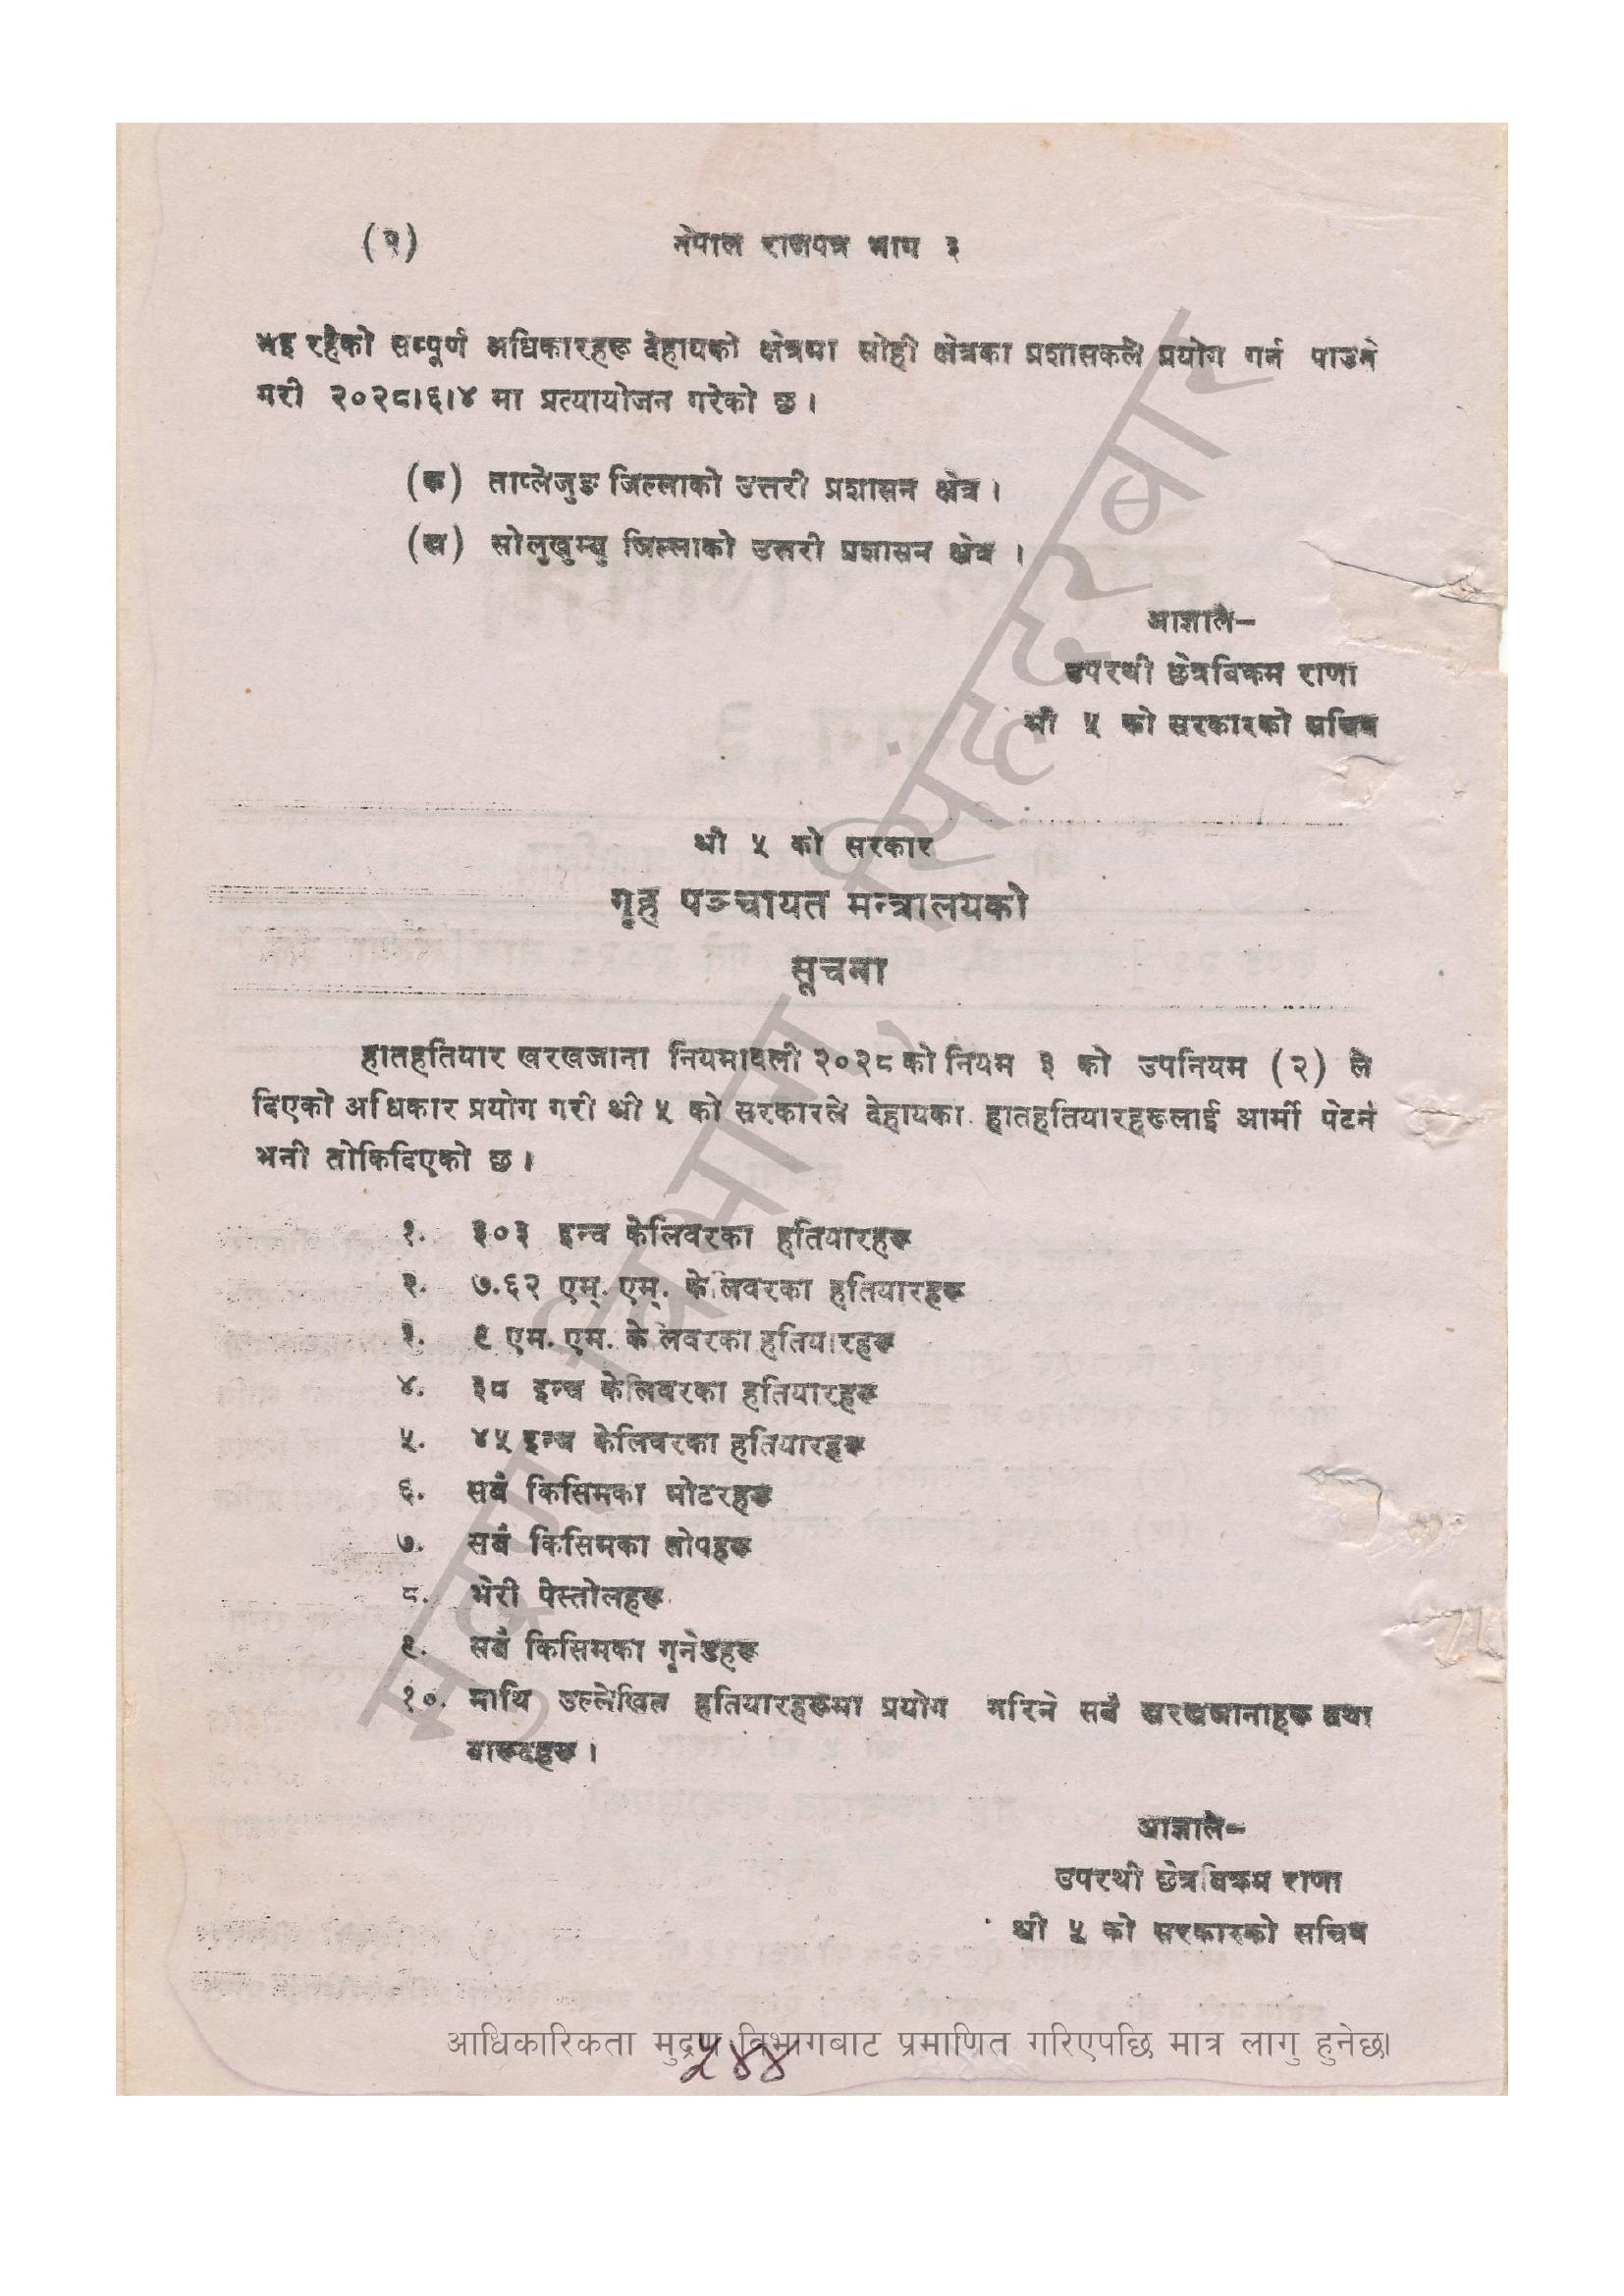 (२) नेपाल राजपत्र भाग ३
भइ रहेको सम्पूर्ण अधिकारहरू देहायको क्षेत्रमा सोही क्षेत्रका प्रशासकले प्रयोग गर्न पाउने
गरी २०२८।६।४ मा प्रत्यायोजन गरेको छ ।
(क) ताप्लेजुङ जिल्लाको उत्तरी प्रशासन क्षेत्र ।
(ख) सोलुखुम्बु जिल्लाको उत्तरी प्रशासन क्षेत्र ।
आज्ञाले–
उपरथी छेत्रबिक्रम राणा
श्री ५ को सरकारको सचिव
श्री ५ को सरकार
गृह पञ्चायत मन्त्रालयको
सूचना
हातहतियार खरखजाना नियमावली २०२८ को नियम ३ को उपनियम (२) ले
दिएको अधिकार प्रयोग गरी श्री ५ को सरकारले देहायका हातहतियारहरूलाई आर्मी पेटर्न
भनी तोकिदिएको छ ।
१. ३०३ इन्च केलिवरका हतियारहरू
२. ७.६२ एम्. एम्. केलिवरका हतियारहरू
३. ९ एम. एम. केलिवरका हतियारहरू
४. ३८ इन्च केलिवरका हतियारहरू
५. ४५ इन्च केलिवरका हतियारहरू
६. सबै किसिमका मोटरहरू
७. सबै किसिमका तोपहरू
८. भेरी पेस्तोलहरू
९. सबै किसिमका गृनेडहरू
१०. माथि उल्लेखित हतियारहरूमा प्रयोग गरिने सबै खरखजानाहरू तथा
बारूदहरू ।
आज्ञाले–
उपरथी छेत्रबिक्रम राणा
श्री ५ को सरकारको सचिव
मुद्रण विभाग, सिंहदरबार
आधिकारिकता मुद्रण विभागबाट प्रमाणित गरिएपछि मात्र लागु हुनेछ।